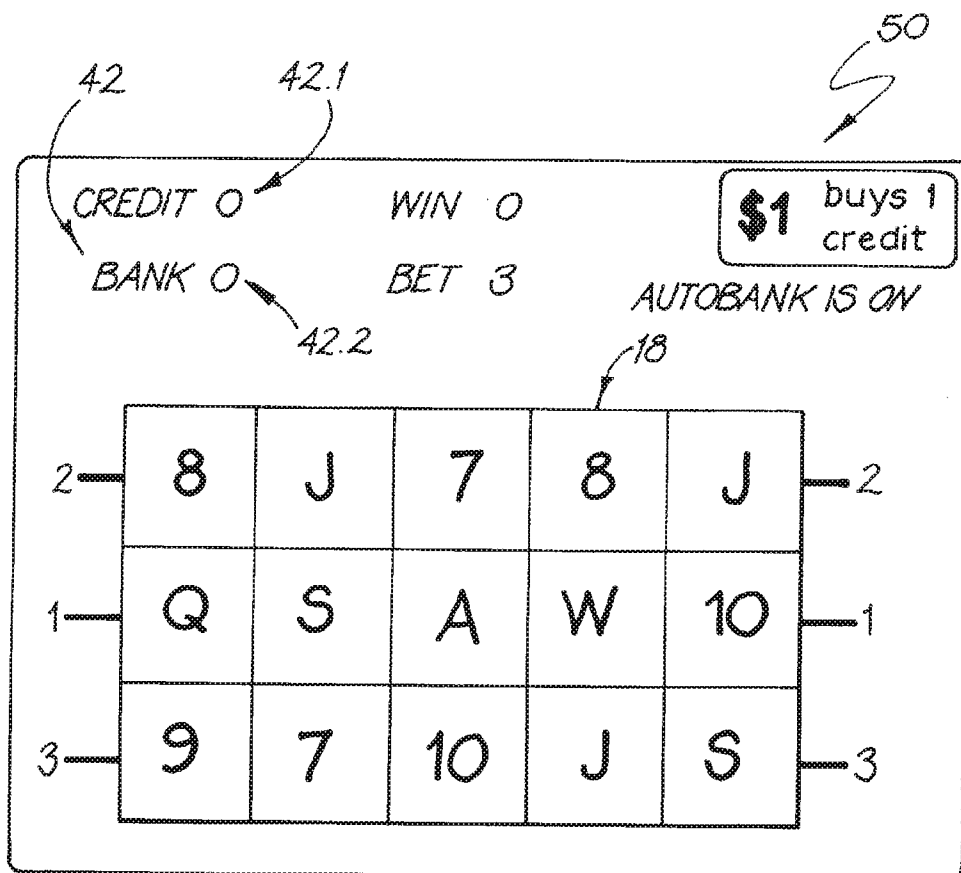 50
42 42.1
CREDIT 0 WIN 0 $1 buys 1
credit
BANK 0 BET 3
AUTOBANK IS ON
42.2 18
2 8 J 7 8 J 2
1 Q S A W 10 1
3 9 7 10 J S 3